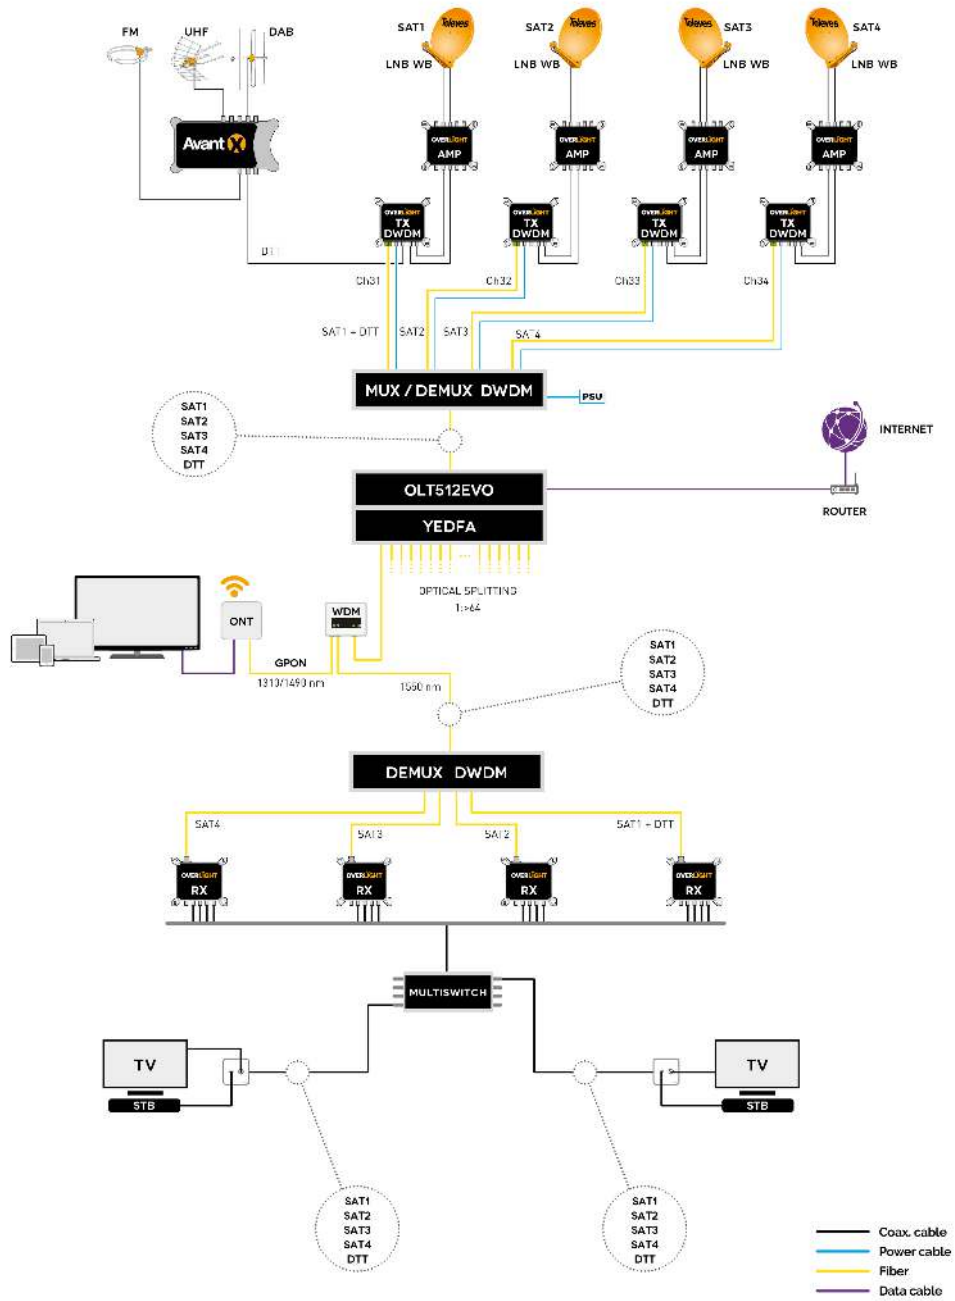 FM
UHF
DAB
SAT1
SAT2
SAT3
SAT4
Televes
Televes
Televes
Televes
LNB WB
LNB WB
LNB WB
LNB WB
Avant X
OVERLIGHT
AMP
OVERLIGHT
AMP
OVERLIGHT
AMP
OVERLIGHT
AMP
OVERLIGHT
TX
DWDM
OVERLIGHT
TX
DWDM
OVERLIGHT
TX
DWDM
OVERLIGHT
TX
DWDM
DTT
Ch31
Ch32
Ch33
Ch34
SAT1 + DTT
SAT2
SAT3
SAT4
MUX / DEMUX DWDM
PSU
SAT1
SAT2
SAT3
SAT4
DTT
INTERNET
ROUTER
OLT512EVO
YEDFA
OPTICAL SPLITTING
1:>64
ONT
WDM
GPON
1310/1490 nm
1550 nm
SAT1
SAT2
SAT3
SAT4
DTT
DEMUX DWDM
SAT4
SAT3
SAT2
SAT1 + DTT
OVERLIGHT
RX
OVERLIGHT
RX
OVERLIGHT
RX
OVERLIGHT
RX
MULTISWITCH
TV
STB
TV
STB
SAT1
SAT2
SAT3
SAT4
DTT
SAT1
SAT2
SAT3
SAT4
DTT
Coax. cable
Power cable
Fiber
Data cable